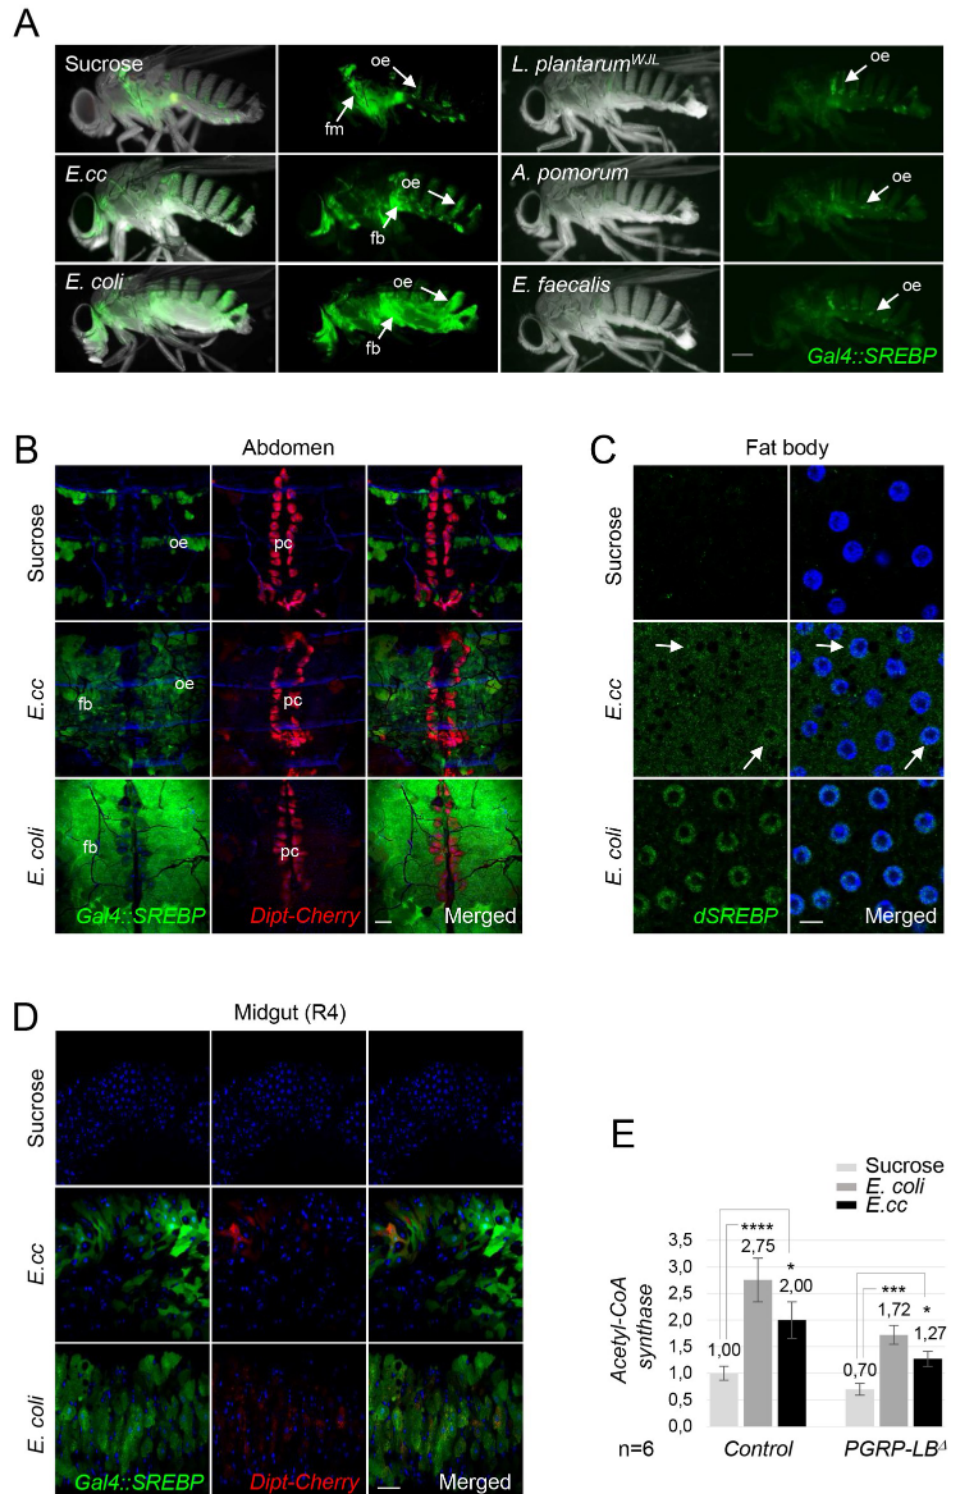 A
Sucrose
oe
fm
L. plantarum^WJL
oe
E.cc
oe
fb
A. pomorum
oe
E. coli
oe
fb
E. faecalis
oe
Gal4::SREBP
B
Abdomen
Sucrose
oe
pc
E.cc
fb
oe
pc
E. coli
fb
pc
Gal4::SREBP
Dipt-Cherry
Merged
C
Fat body
Sucrose
E.cc
E. coli
dSREBP
Merged
D
Midgut (R4)
Sucrose
E.cc
E. coli
Gal4::SREBP
Dipt-Cherry
Merged
E
Sucrose
E. coli
E.cc
Acetyl-CoA
synthase
3,5
3,0
2,5
2,0
1,5
1,0
0,5
0,0
****
2,75
*
2,00
1,00
***
1,72
*
1,27
0,70
n=6
Control
PGRP-LB^Δ